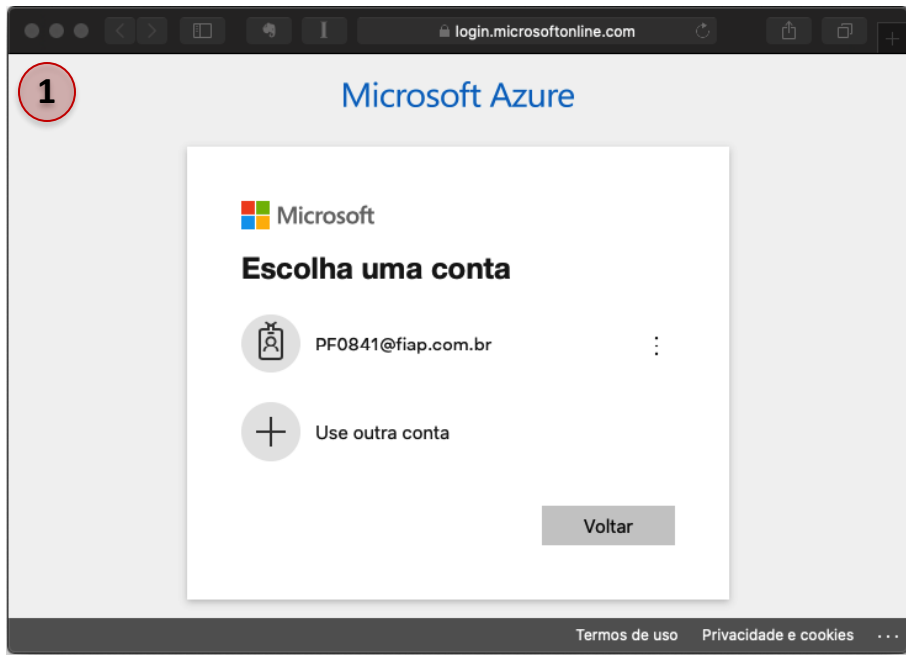 login.microsoftonline.com
1
Microsoft Azure
Microsoft
Escolha uma conta
PF0841@fiap.com.br
Use outra conta
Voltar
Termos de uso Privacidade e cookies ...